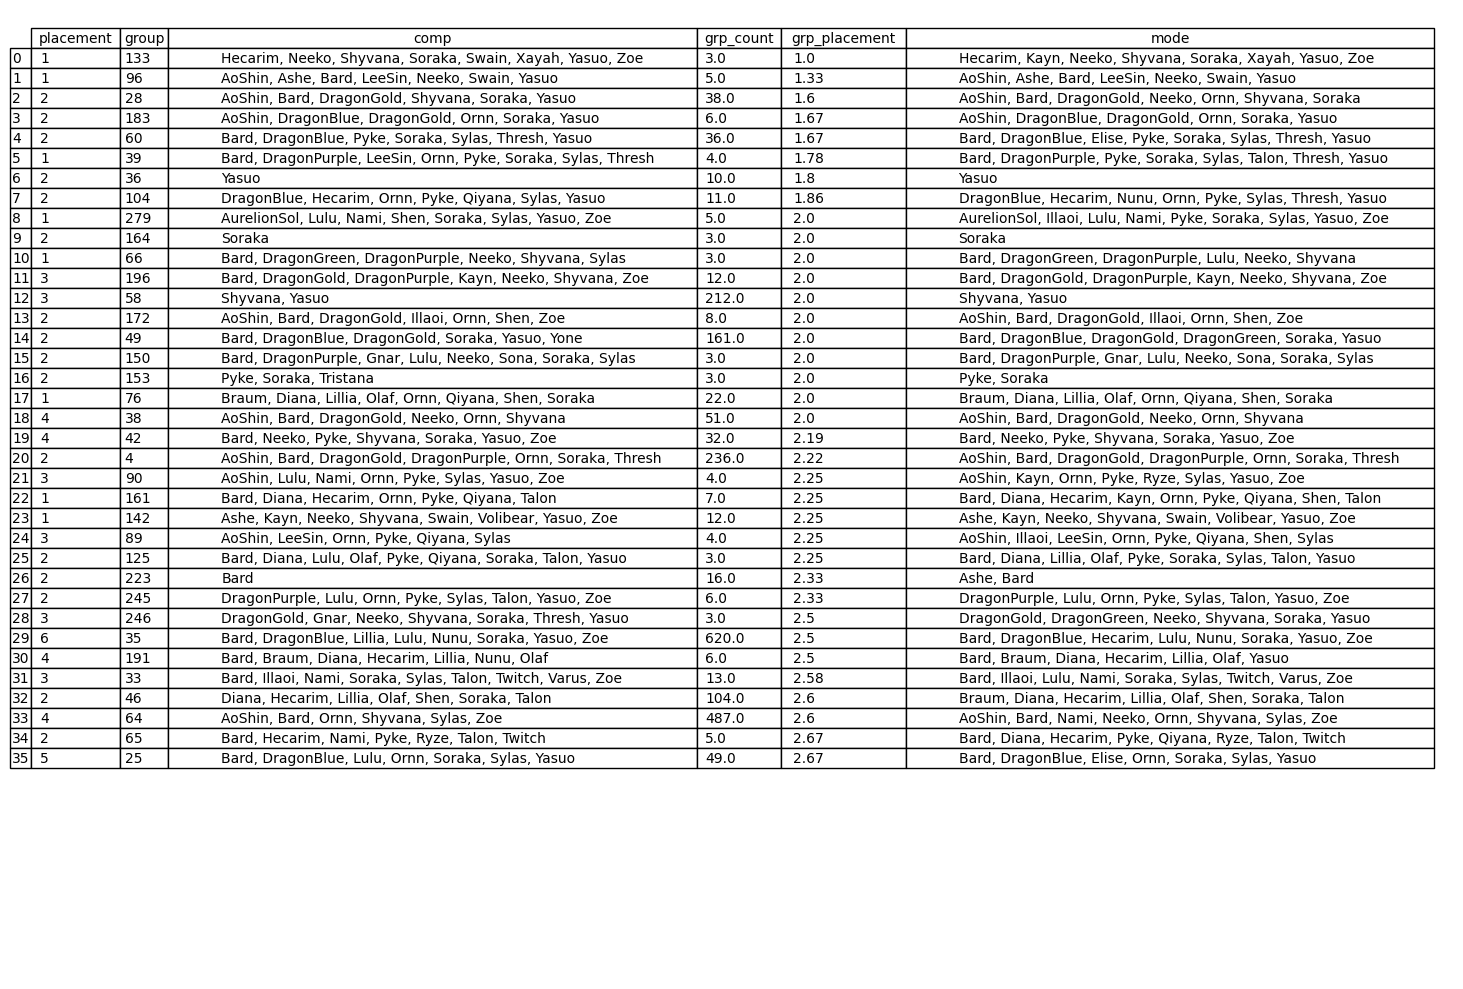 placement group comp grp_count grp_placement mode
0 1 133 Hecarim, Neeko, Shyvana, Soraka, Swain, Xayah, Yasuo, Zoe 3.0 1.0 Hecarim, Kayn, Neeko, Shyvana, Soraka, Xayah, Yasuo, Zoe
1 1 96 AoShin, Ashe, Bard, LeeSin, Neeko, Swain, Yasuo 5.0 1.33 AoShin, Ashe, Bard, LeeSin, Neeko, Swain, Yasuo
2 2 28 AoShin, Bard, DragonGold, Shyvana, Soraka, Yasuo 38.0 1.6 AoShin, Bard, DragonGold, Neeko, Ornn, Shyvana, Soraka
3 2 183 AoShin, DragonBlue, DragonGold, Ornn, Soraka, Yasuo 6.0 1.67 AoShin, DragonBlue, DragonGold, Ornn, Soraka, Yasuo
4 2 60 Bard, DragonBlue, Pyke, Soraka, Sylas, Thresh, Yasuo 36.0 1.67 Bard, DragonBlue, Elise, Pyke, Soraka, Sylas, Thresh, Yasuo
5 1 39 Bard, DragonPurple, LeeSin, Ornn, Pyke, Soraka, Sylas, Thresh 4.0 1.78 Bard, DragonPurple, Pyke, Soraka, Sylas, Talon, Thresh, Yasuo
6 2 36 Yasuo 10.0 1.8 Yasuo
7 2 104 DragonBlue, Hecarim, Ornn, Pyke, Qiyana, Sylas, Yasuo 11.0 1.86 DragonBlue, Hecarim, Nunu, Ornn, Pyke, Sylas, Thresh, Yasuo
8 1 279 AurelionSol, Lulu, Nami, Shen, Soraka, Sylas, Yasuo, Zoe 5.0 2.0 AurelionSol, Illaoi, Lulu, Nami, Pyke, Soraka, Sylas, Yasuo, Zoe
9 2 164 Soraka 3.0 2.0 Soraka
10 1 66 Bard, DragonGreen, DragonPurple, Neeko, Shyvana, Sylas 3.0 2.0 Bard, DragonGreen, DragonPurple, Lulu, Neeko, Shyvana
11 3 196 Bard, DragonGold, DragonPurple, Kayn, Neeko, Shyvana, Zoe 12.0 2.0 Bard, DragonGold, DragonPurple, Kayn, Neeko, Shyvana, Zoe
12 3 58 Shyvana, Yasuo 212.0 2.0 Shyvana, Yasuo
13 2 172 AoShin, Bard, DragonGold, Illaoi, Ornn, Shen, Zoe 8.0 2.0 AoShin, Bard, DragonGold, Illaoi, Ornn, Shen, Zoe
14 2 49 Bard, DragonBlue, DragonGold, Soraka, Yasuo, Yone 161.0 2.0 Bard, DragonBlue, DragonGold, DragonGreen, Soraka, Yasuo
15 2 150 Bard, DragonPurple, Gnar, Lulu, Neeko, Sona, Soraka, Sylas 3.0 2.0 Bard, DragonPurple, Gnar, Lulu, Neeko, Sona, Soraka, Sylas
16 2 153 Pyke, Soraka, Tristana 3.0 2.0 Pyke, Soraka
17 1 76 Braum, Diana, Lillia, Olaf, Ornn, Qiyana, Shen, Soraka 22.0 2.0 Braum, Diana, Lillia, Olaf, Ornn, Qiyana, Shen, Soraka
18 4 38 AoShin, Bard, DragonGold, Neeko, Ornn, Shyvana 51.0 2.0 AoShin, Bard, DragonGold, Neeko, Ornn, Shyvana
19 4 42 Bard, Neeko, Pyke, Shyvana, Soraka, Yasuo, Zoe 32.0 2.19 Bard, Neeko, Pyke, Shyvana, Soraka, Yasuo, Zoe
20 2 4 AoShin, Bard, DragonGold, DragonPurple, Ornn, Soraka, Thresh 236.0 2.22 AoShin, Bard, DragonGold, DragonPurple, Ornn, Soraka, Thresh
21 3 90 AoShin, Lulu, Nami, Ornn, Pyke, Sylas, Yasuo, Zoe 4.0 2.25 AoShin, Kayn, Ornn, Pyke, Ryze, Sylas, Yasuo, Zoe
22 1 161 Bard, Diana, Hecarim, Ornn, Pyke, Qiyana, Talon 7.0 2.25 Bard, Diana, Hecarim, Kayn, Ornn, Pyke, Qiyana, Shen, Talon
23 1 142 Ashe, Kayn, Neeko, Shyvana, Swain, Volibear, Yasuo, Zoe 12.0 2.25 Ashe, Kayn, Neeko, Shyvana, Swain, Volibear, Yasuo, Zoe
24 3 89 AoShin, LeeSin, Ornn, Pyke, Qiyana, Sylas 4.0 2.25 AoShin, Illaoi, LeeSin, Ornn, Pyke, Qiyana, Shen, Sylas
25 2 125 Bard, Diana, Lulu, Olaf, Pyke, Qiyana, Soraka, Talon, Yasuo 3.0 2.25 Bard, Diana, Lillia, Olaf, Pyke, Soraka, Sylas, Talon, Yasuo
26 2 223 Bard 16.0 2.33 Ashe, Bard
27 2 245 DragonPurple, Lulu, Ornn, Pyke, Sylas, Talon, Yasuo, Zoe 6.0 2.33 DragonPurple, Lulu, Ornn, Pyke, Sylas, Talon, Yasuo, Zoe
28 3 246 DragonGold, Gnar, Neeko, Shyvana, Soraka, Thresh, Yasuo 3.0 2.5 DragonGold, DragonGreen, Neeko, Shyvana, Soraka, Yasuo
29 6 35 Bard, DragonBlue, Lillia, Lulu, Nunu, Soraka, Yasuo, Zoe 620.0 2.5 Bard, DragonBlue, Hecarim, Lulu, Nunu, Soraka, Yasuo, Zoe
30 4 191 Bard, Braum, Diana, Hecarim, Lillia, Nunu, Olaf 6.0 2.5 Bard, Braum, Diana, Hecarim, Lillia, Olaf, Yasuo
31 3 33 Bard, Illaoi, Nami, Soraka, Sylas, Talon, Twitch, Varus, Zoe 13.0 2.58 Bard, Illaoi, Lulu, Nami, Soraka, Sylas, Twitch, Varus, Zoe
32 2 46 Diana, Hecarim, Lillia, Olaf, Shen, Soraka, Talon 104.0 2.6 Braum, Diana, Hecarim, Lillia, Olaf, Shen, Soraka, Talon
33 4 64 AoShin, Bard, Ornn, Shyvana, Sylas, Zoe 487.0 2.6 AoShin, Bard, Nami, Neeko, Ornn, Shyvana, Sylas, Zoe
34 2 65 Bard, Hecarim, Nami, Pyke, Ryze, Talon, Twitch 5.0 2.67 Bard, Diana, Hecarim, Pyke, Qiyana, Ryze, Talon, Twitch
35 5 25 Bard, DragonBlue, Lulu, Ornn, Soraka, Sylas, Yasuo 49.0 2.67 Bard, DragonBlue, Elise, Ornn, Soraka, Sylas, Yasuo